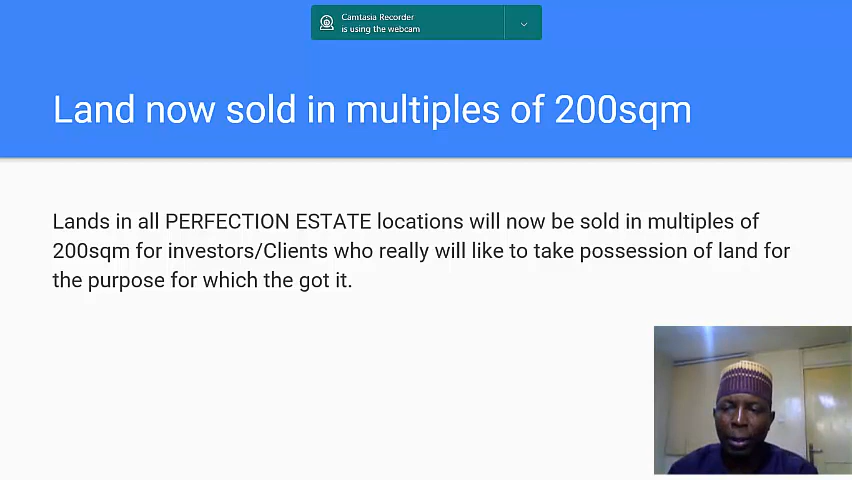 Camtasia Recorder
is using the webcam
Land now sold in multiples of 200sqm
Lands in all PERFECTION ESTATE locations will now be sold in multiples of
200sqm for investors/Clients who really will like to take possession of land for
the purpose for which the got it.